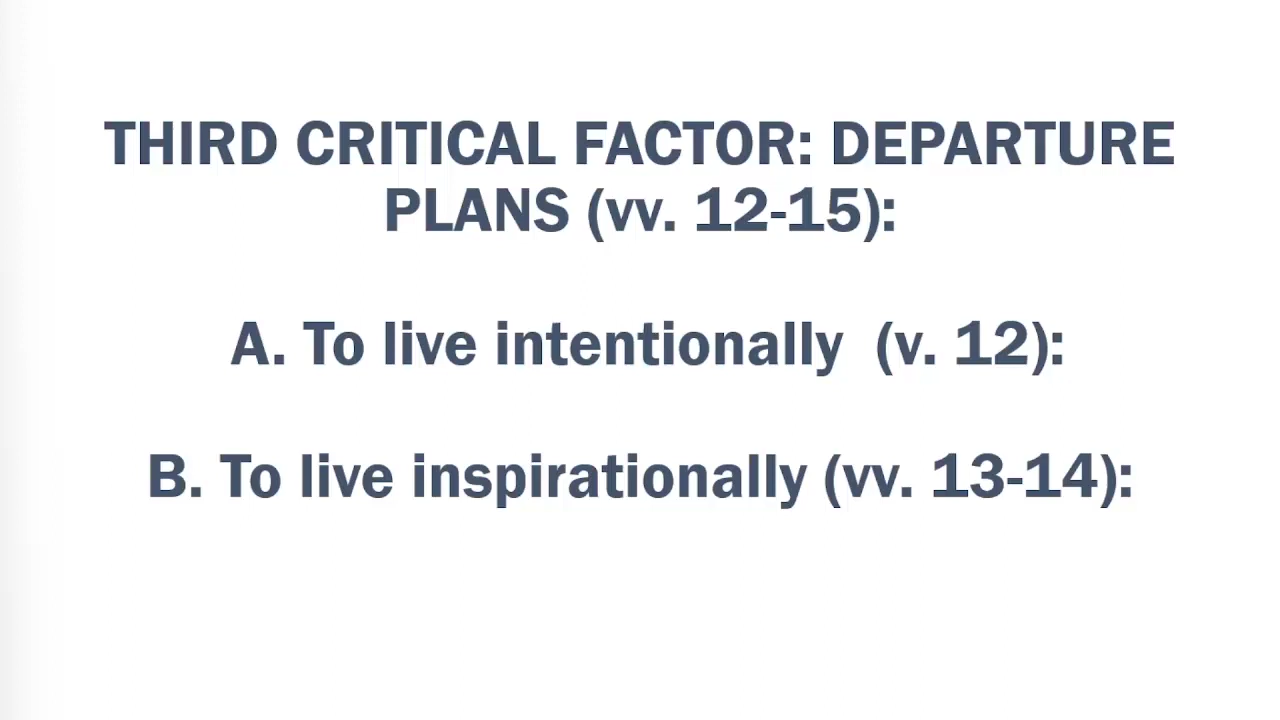 THIRD CRITICAL FACTOR: DEPARTURE
PLANS (vv. 12-15):
A. To live intentionally (v. 12):
B. To live inspirationally (vv. 13-14):